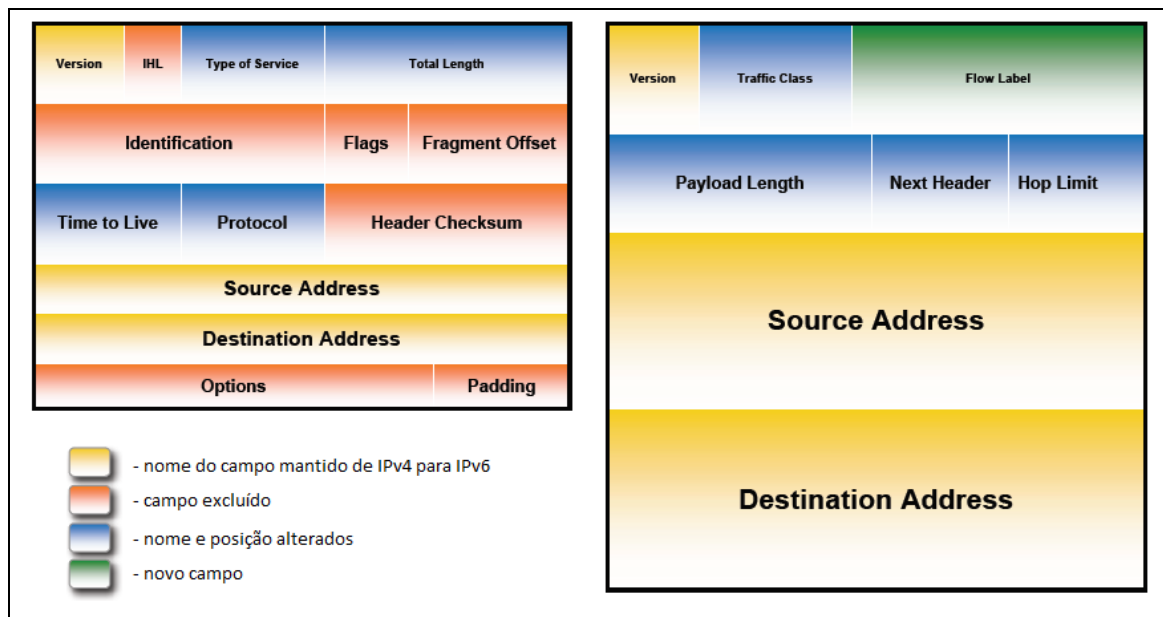 Version IHL Type of Service Total Length
Identification Flags Fragment Offset
Time to Live Protocol Header Checksum
Source Address
Destination Address
Options Padding
- nome do campo mantido de IPv4 para IPv6
- campo excluído
- nome e posição alterados
- novo campo
Version Traffic Class Flow Label
Payload Length Next Header Hop Limit
Source Address
Destination Address